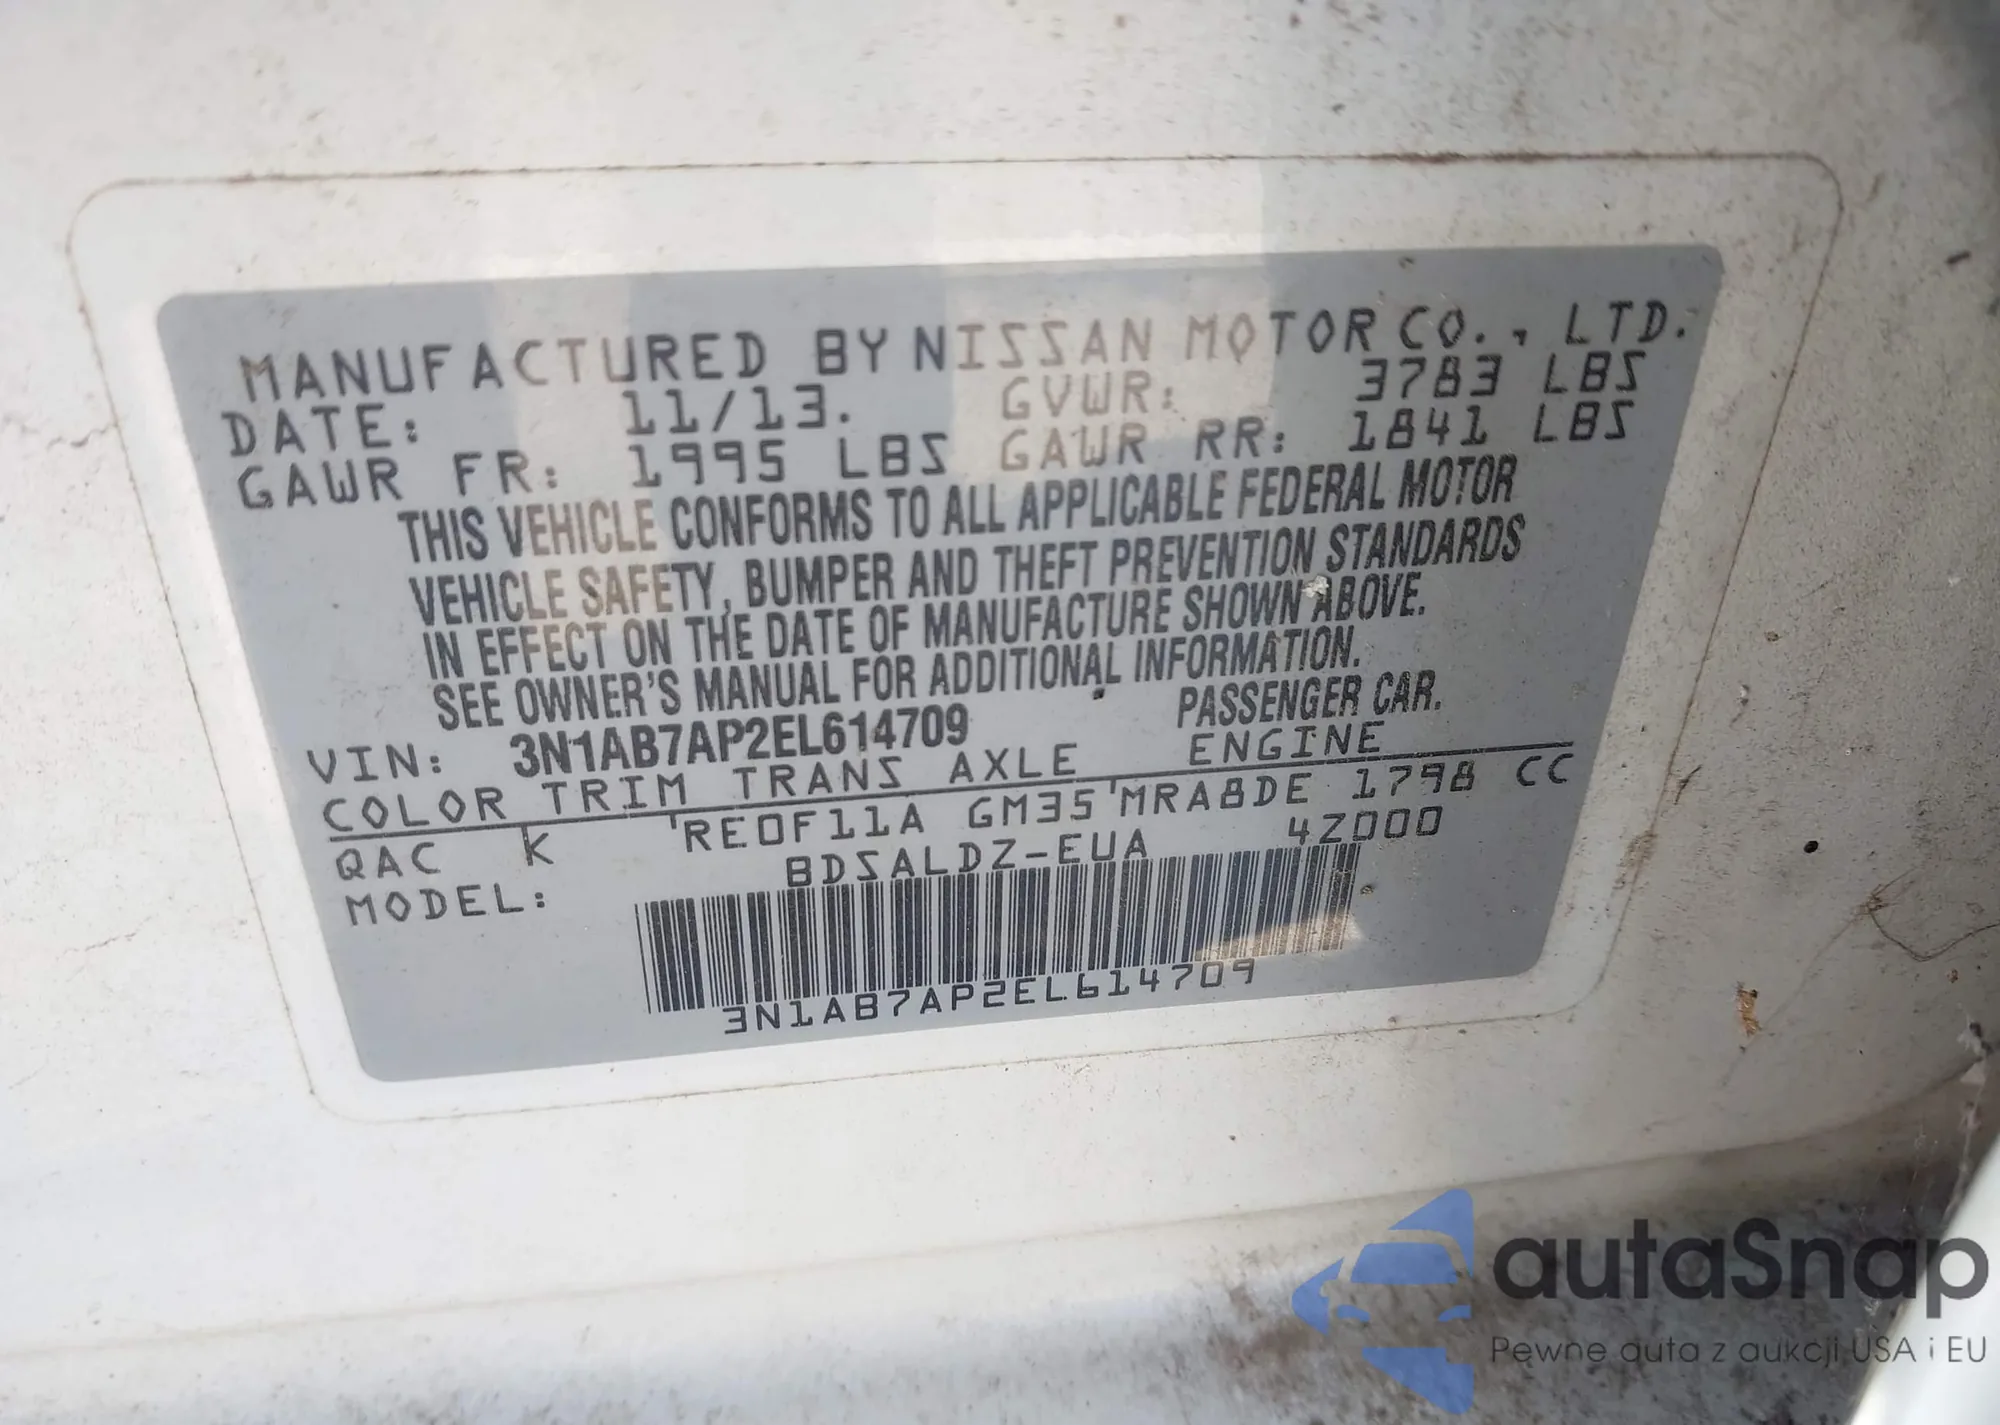 MANUFACTURED BY NISSAN MOTOR CO., LTD.
DATE: 11/13. GVWR: 3783 LBS
GAWR FR: 1995 LBS GAWR RR: 1841 LBS
THIS VEHICLE CONFORMS TO ALL APPLICABLE FEDERAL MOTOR
VEHICLE SAFETY, BUMPER AND THEFT PREVENTION STANDARDS
IN EFFECT ON THE DATE OF MANUFACTURE SHOWN ABOVE.
SEE OWNER'S MANUAL FOR ADDITIONAL INFORMATION.
VIN: 3N1AB7AP2EL614709 PASSENGER CAR.
COLOR TRIM TRANS AXLE ENGINE
QAC K RE0F11A GM35 MRA8DE 1798 CC
MODEL: BDSALDZ-EUA 4Z000
3N1AB7AP2EL614709
autaSnap
Pewne auta z aukcji USA i EU